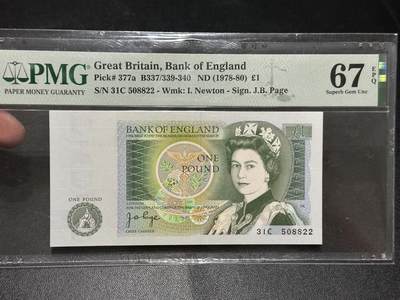 PMG
PAPER MONEY GUARANTY
Great Britain, Bank of England
Pick# 377a B337/339-340 ND (1978-80) £1
S/N 31C 508822 - Wmk: I. Newton - Sign. J.B. Page
67 EPQ
Superb Gem Unc
BANK OF ENGLAND
£1
ONE
POUND
ONE POUND
LONDON
CHIEF CASHIER
31C 508822